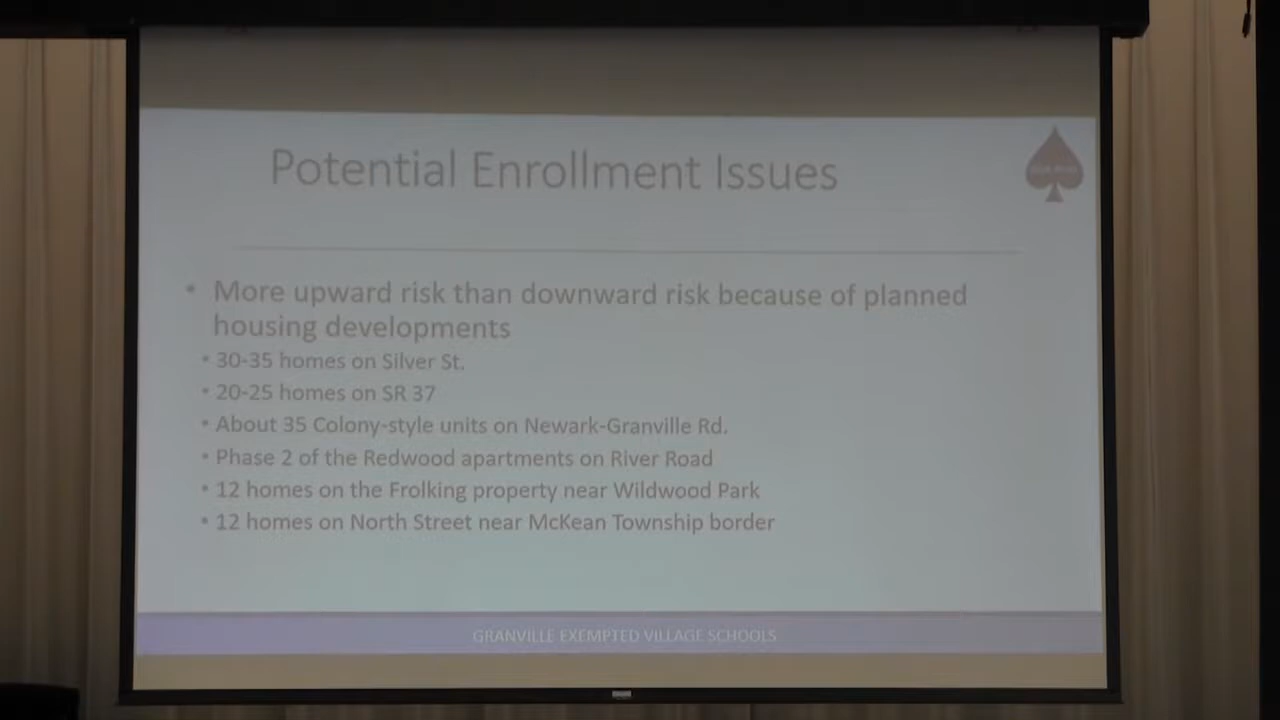 Potential Enrollment Issues
• More upward risk than downward risk because of planned
housing developments
• 30-35 homes on Silver St.
• 20-25 homes on SR 37
• About 35 Colony-style units on Newark-Granville Rd.
• Phase 2 of the Redwood apartments on River Road
• 12 homes on the Frolking property near Wildwood Park
• 12 homes on North Street near McKean Township border
GRANVILLE EXEMPTED VILLAGE SCHOOLS